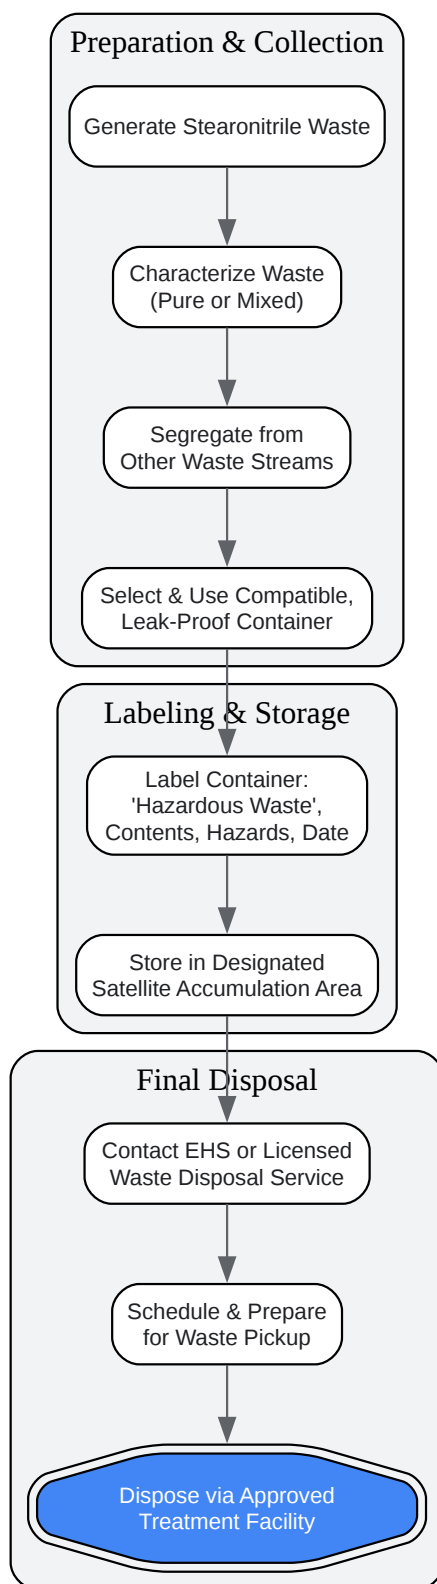 Preparation & Collection
Generate Stearonitrile Waste
Characterize Waste
(Pure or Mixed)
Segregate from
Other Waste Streams
Select & Use Compatible,
Leak-Proof Container
Labeling & Storage
Label Container:
'Hazardous Waste',
Contents, Hazards, Date
Store in Designated
Satellite Accumulation Area
Final Disposal
Contact EHS or Licensed
Waste Disposal Service
Schedule & Prepare
for Waste Pickup
Dispose via Approved
Treatment Facility